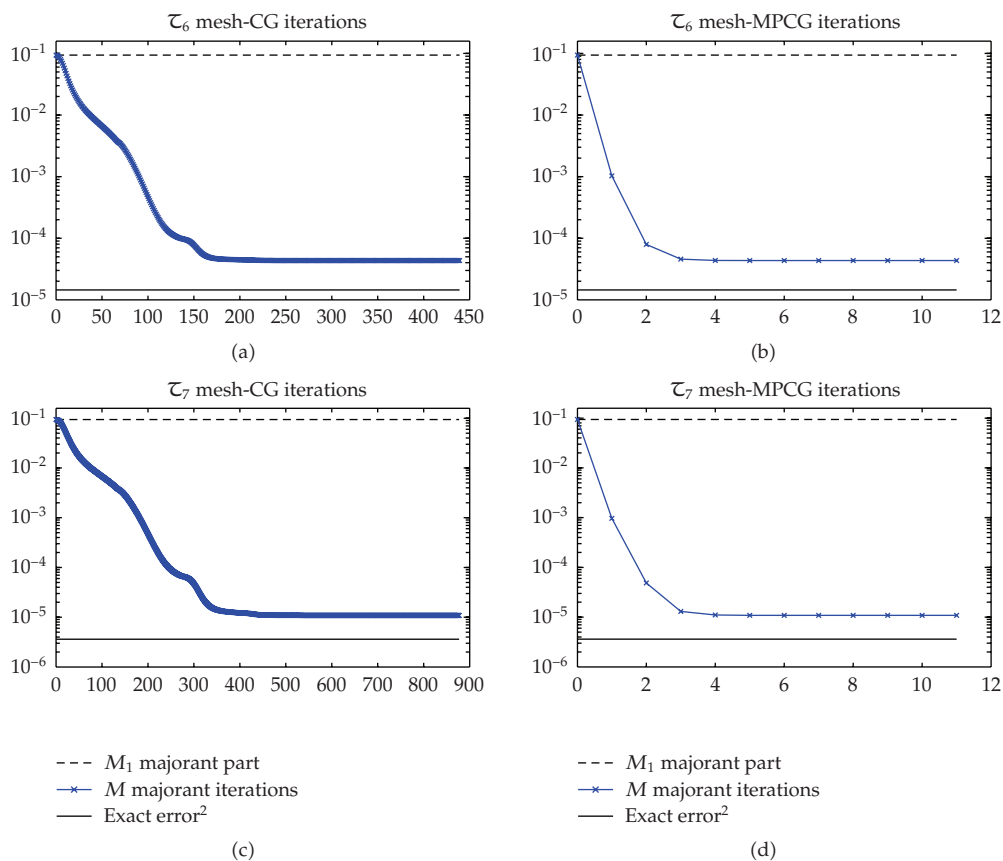 𝒯₆ mesh-CG iterations
10⁻¹
10⁻²
10⁻³
10⁻⁴
10⁻⁵
0 50 100 150 200 250 300 350 400 450
(a)
𝒯₆ mesh-MPCG iterations
10⁻¹
10⁻²
10⁻³
10⁻⁴
10⁻⁵
0 2 4 6 8 10 12
(b)
𝒯₇ mesh-CG iterations
10⁻¹
10⁻²
10⁻³
10⁻⁴
10⁻⁵
10⁻⁶
0 100 200 300 400 500 600 700 800 900
M₁ majorant part
M majorant iterations
Exact error²
(c)
𝒯₇ mesh-MPCG iterations
10⁻¹
10⁻²
10⁻³
10⁻⁴
10⁻⁵
10⁻⁶
0 2 4 6 8 10 12
M₁ majorant part
M majorant iterations
Exact error²
(d)